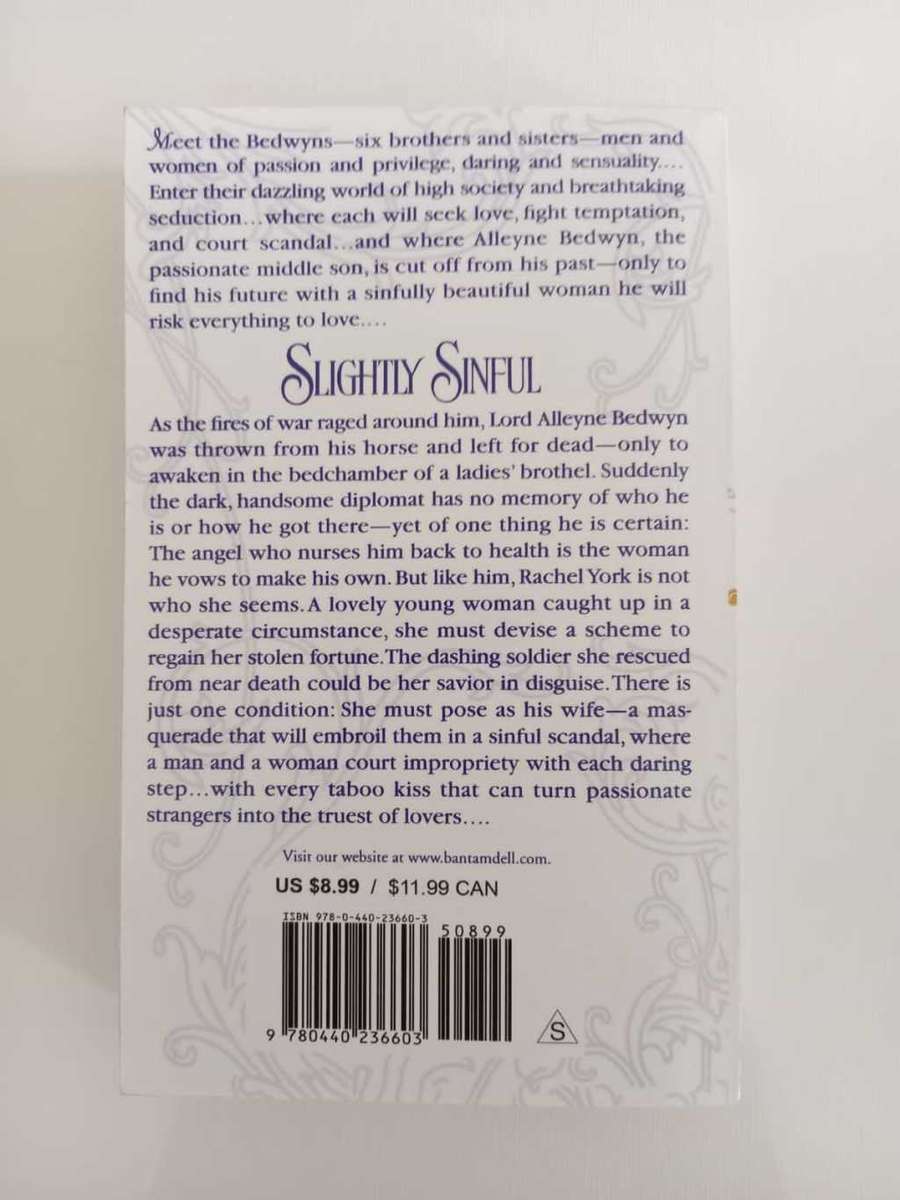 Meet the Bedwyns—six brothers and sisters—men and
women of passion and privilege, daring and sensuality....
Enter their dazzling world of high society and breathtaking
seduction...where each will seek love, fight temptation,
and court scandal...and where Alleyne Bedwyn, the
passionate middle son, is cut off from his past—only to
find his future with a sinfully beautiful woman he will
risk everything to love....
SLIGHTLY SINFUL
As the fires of war raged around him, Lord Alleyne Bedwyn
was thrown from his horse and left for dead—only to
awaken in the bedchamber of a ladies' brothel. Suddenly
the dark, handsome diplomat has no memory of who he
is or how he got there—yet of one thing he is certain:
The angel who nurses him back to health is the woman
he vows to make his own. But like him, Rachel York is not
who she seems. A lovely young woman caught up in a
desperate circumstance, she must devise a scheme to
regain her stolen fortune. The dashing soldier she rescued
from near death could be her savior in disguise. There is
just one condition: She must pose as his wife—a mas-
querade that will embroil them in a sinful scandal, where
a man and a woman court impropriety with each daring
step...with every taboo kiss that can turn passionate
strangers into the truest of lovers....
Visit our website at www.bantamdell.com.
US $8.99 / $11.99 CAN
ISBN 978-0-440-23660-3
50899
9 780440 236603
S